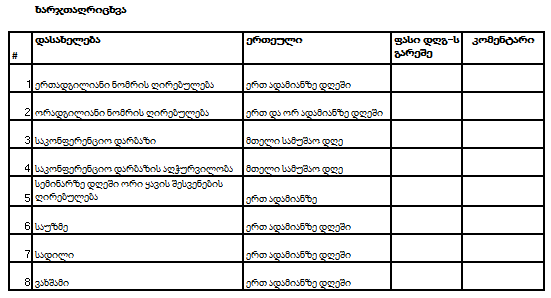 ხარჯთაღრიცხვა
# დასახელება ერთეული ფასი დღგ-ს გარეშე კომენტარი
1 ერთადგილიანი ნომრის ღირებულება ერთ ადამიანზე დღეში
2 ორადგილიანი ნომრის ღირებულება ერთ და ორ ადამიანზე დღეში
3 საკონფერენციო დარბაზი მთელი სამუშაო დღე
4 საკონფერენციო დარბაზის აღჭურვილობა მთელი სამუშაო დღე
სემინარზე დღეში ორი ყავის შესვენების
5 ღირებულება ერთ ადამიანზე
6 საუზმე ერთ ადამიანზე დღეში
7 სადილი ერთ ადამიანზე დღეში
8 ვახშამი ერთ ადამიანზე დღეში